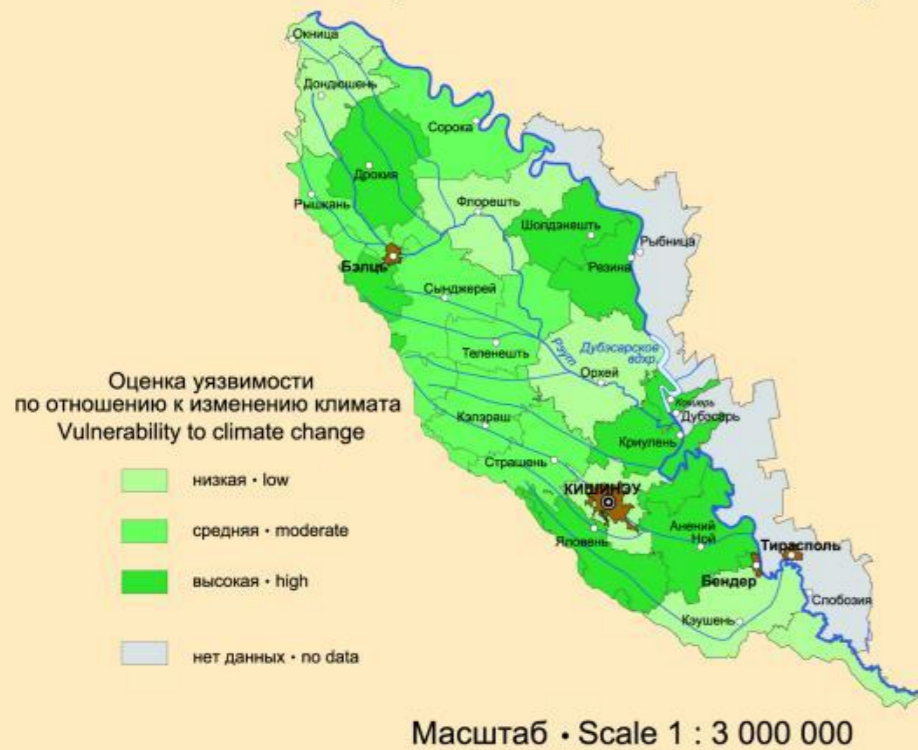 Окница
Дондюшень
Сорока
Дрокия
Рышкань
Флорешть
Шолдэнешть
Рыбница
Резина
Бэлць
Сынджерей
Рэут
Дубэсарское
вдхр.
Теленешть
Орхей
Дубэсарь
Кэлэраш
Криулень
Страшень
КИШИНЭУ
Анений
Ной
Яловень
Тирасполь
Бендер
Слобозия
Кэушень
Оценка уязвимости
по отношению к изменению климата
Vulnerability to climate change
низкая • low
средняя • moderate
высокая • high
нет данных • no data
Масштаб • Scale 1 : 3 000 000